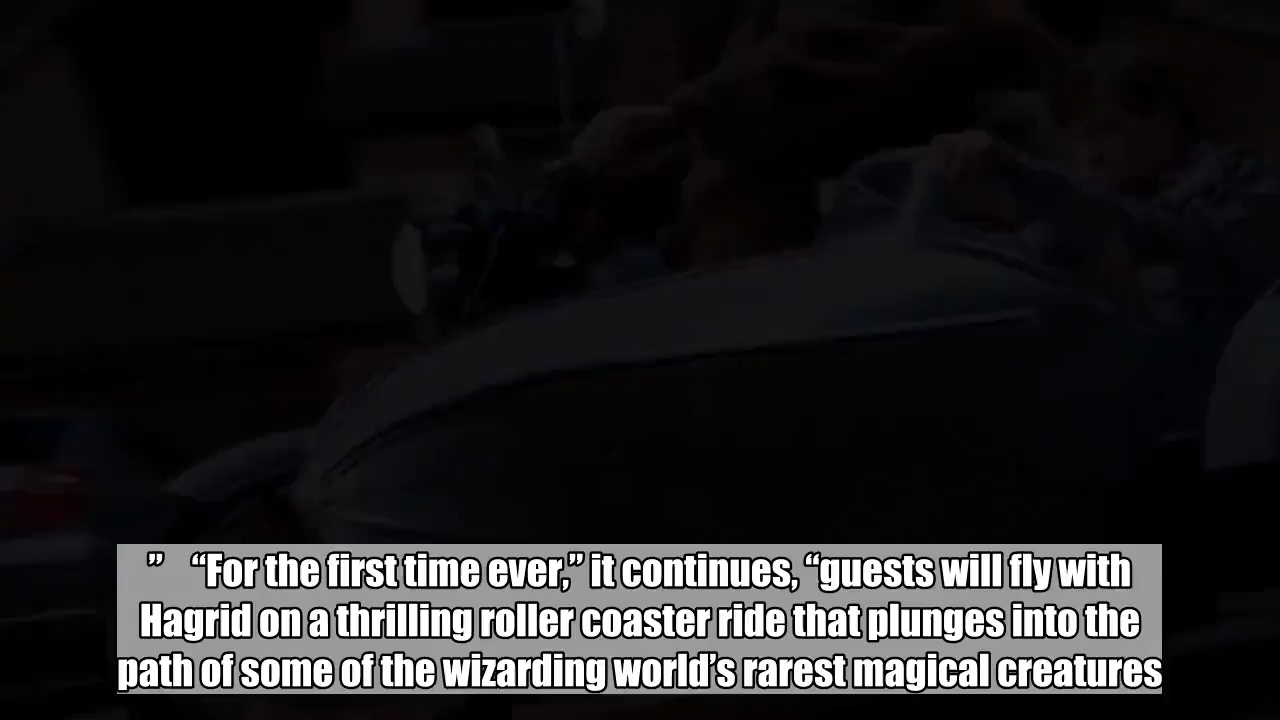 ” “For the first time ever,” it continues, “guests will fly with
Hagrid on a thrilling roller coaster ride that plunges into the
path of some of the wizarding world’s rarest magical creatures